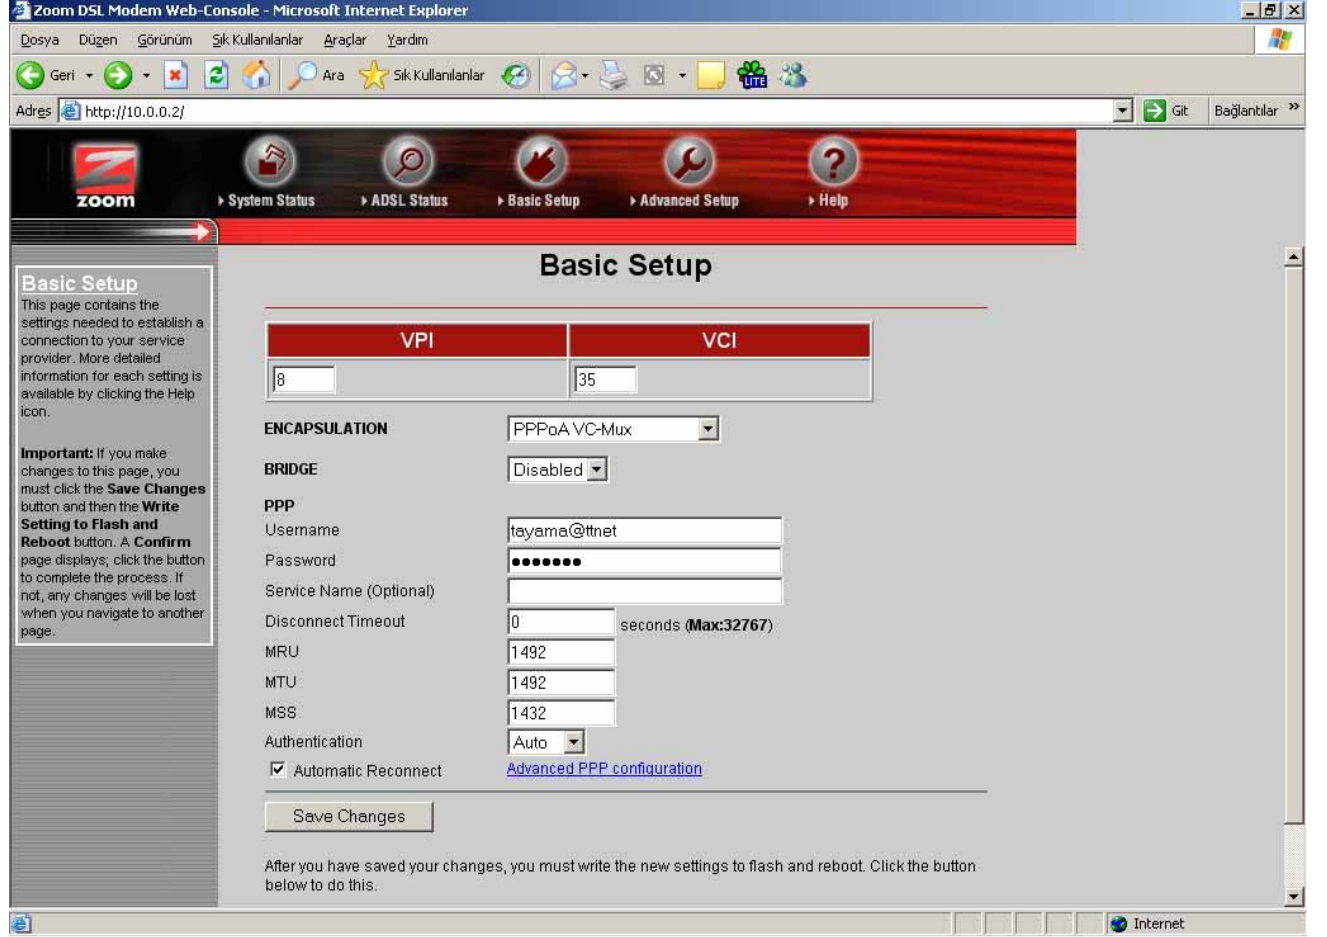 Zoom DSL Modem Web-Console - Microsoft Internet Explorer
Dosya Düzen Görünüm Sık Kullanılanlar Araçlar Yardım
Geri Ara Sık Kullanılanlar LITE
Adres http://10.0.0.2/ Git Bağlantılar »
zoom System Status ADSL Status Basic Setup Advanced Setup ? Help
Basic Setup
This page contains the
settings needed to establish a
connection to your service
provider. More detailed
information for each setting is
available by clicking the Help
icon.
Important: If you make
changes to this page, you
must click the Save Changes
button and then the Write
Setting to Flash and
Reboot button. A Confirm
page displays; click the button
to complete the process. If
not, any changes will be lost
when you navigate to another
page.
Basic Setup
VPI VCI
8 35
ENCAPSULATION PPPoA VC-Mux
BRIDGE Disabled
PPP
Username tayama@ttnet
Password •••••••
Service Name (Optional)
Disconnect Timeout 0 seconds (Max:32767)
MRU 1492
MTU 1492
MSS 1432
Authentication Auto
Automatic Reconnect Advanced PPP configuration
Save Changes
After you have saved your changes, you must write the new settings to flash and reboot. Click the button
below to do this.
Internet